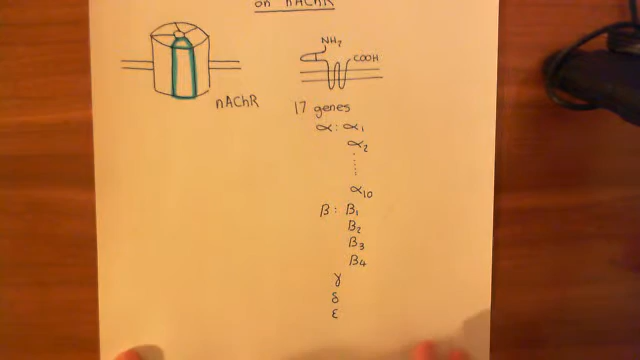 on nAChR
NH₂
COOH
nAChR
17 genes
α : α₁
α₂
......
α₁₀
β : β₁
β₂
β₃
β₄
γ
δ
ε